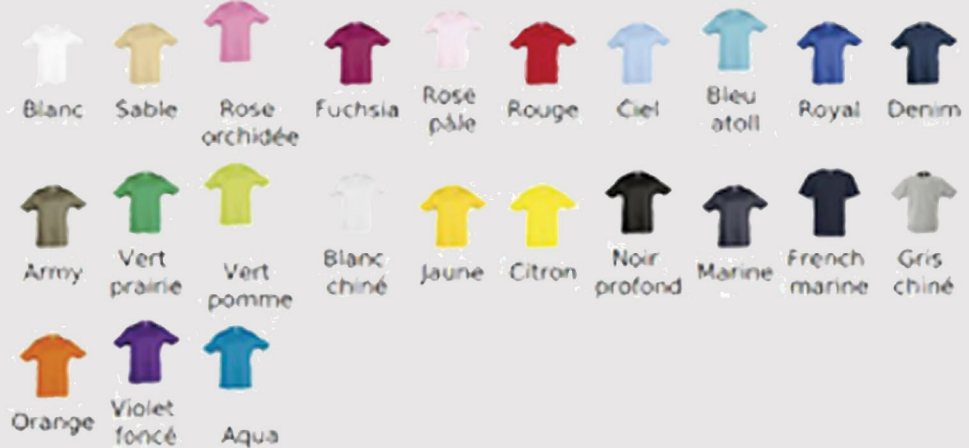 Blanc
Sable
Rose
orchidée
Fuchsia
Rose
pâle
Rouge
Ciel
Bleu
atoll
Royal
Denim
Army
Vert
prairie
Vert
pomme
Blanc
chiné
Jaune
Citron
Noir
profond
Marine
French
marine
Gris
chiné
Orange
Violet
foncé
Aqua